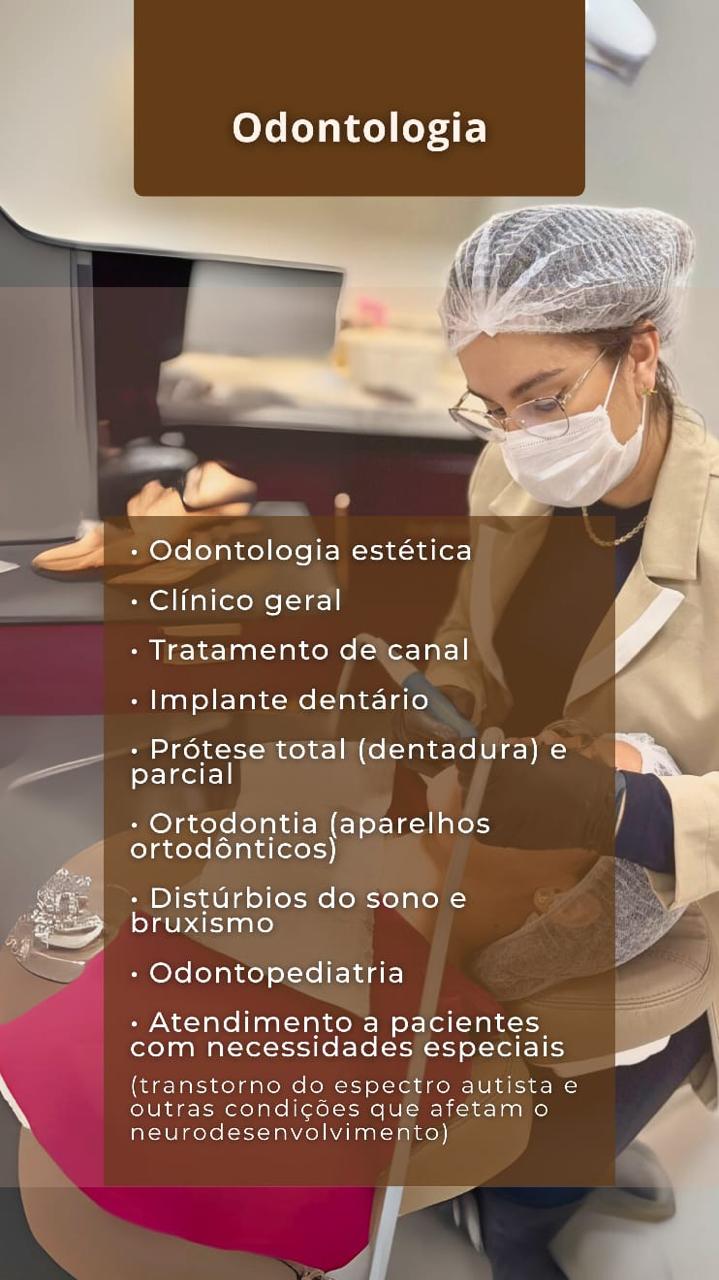 Odontologia
• Odontologia estética
• Clínico geral
• Tratamento de canal
• Implante dentário
• Prótese total (dentadura) e
parcial
• Ortodontia (aparelhos
ortodônticos)
• Distúrbios do sono e
bruxismo
• Odontopediatria
• Atendimento a pacientes
com necessidades especiais
(transtorno do espectro autista e
outras condições que afetam o
neurodesenvolvimento)